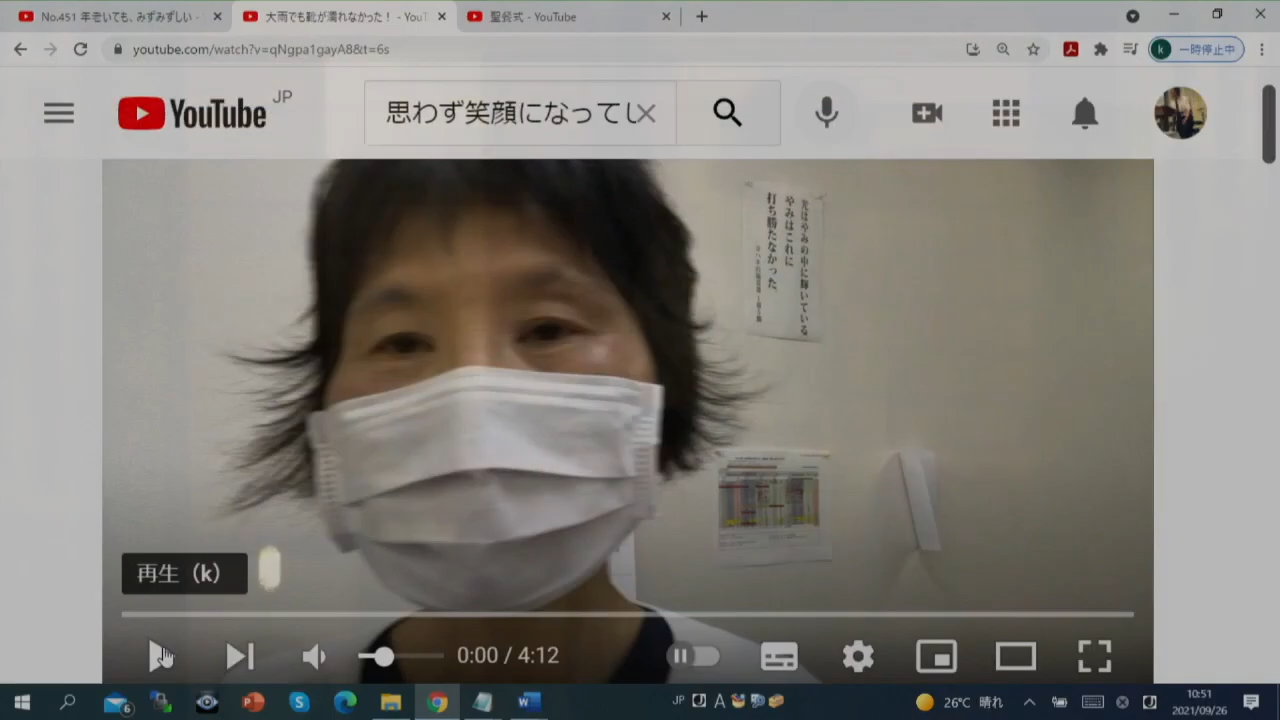 No.451 年老いても、みずみずしい -
大雨でも靴が濡れなかった！ - YouT
聖餐式 - YouTube
youtube.com/watch?v=qNgpa1gayA8&t=6s
k 一時停止中
YouTube JP
思わず笑顔になってし
光はやみの中に輝いている
やみはこれに
打ち勝たなかった
再生 (k)
0:00 / 4:12
6
JP
A
26℃ 晴れ
10:51
2021/09/26